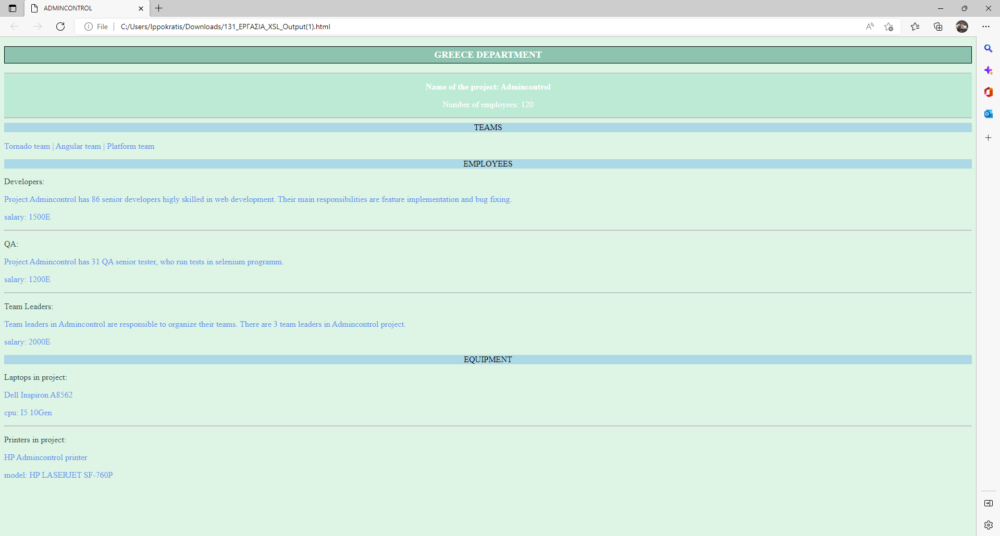 ADMINCONTROL
File
C:/Users/Ippokratis/Downloads/131_ΕΡΓΑΣΙΑ_XSL_Output(1).html
GREECE DEPARTMENT
Name of the project: Admincontrol
Number of employees: 120
TEAMS
Tornado team | Angular team | Platform team
EMPLOYEES
Developers:
Project Admincontrol has 86 senior developers higly skilled in web development. Their main responsibilities are feature implementation and bug fixing.
salary: 1500E
QA:
Project Admincontrol has 31 QA senior tester, who run tests in selenium programm.
salary: 1200E
Team Leaders:
Team leaders in Admincontrol are responsible to organize their teams. There are 3 team leaders in Admincontrol project.
salary: 2000E
EQUIPMENT
Laptops in project:
Dell Inspiron A8562
cpu: I5 10Gen
Printers in project:
HP Admincontrol printer
model: HP LASERJET SF-760P